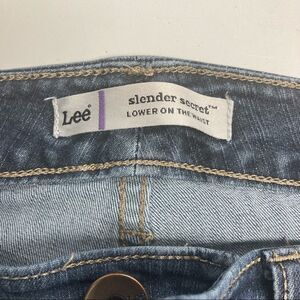 Lee®
slender secret™
LOWER ON THE WAIST